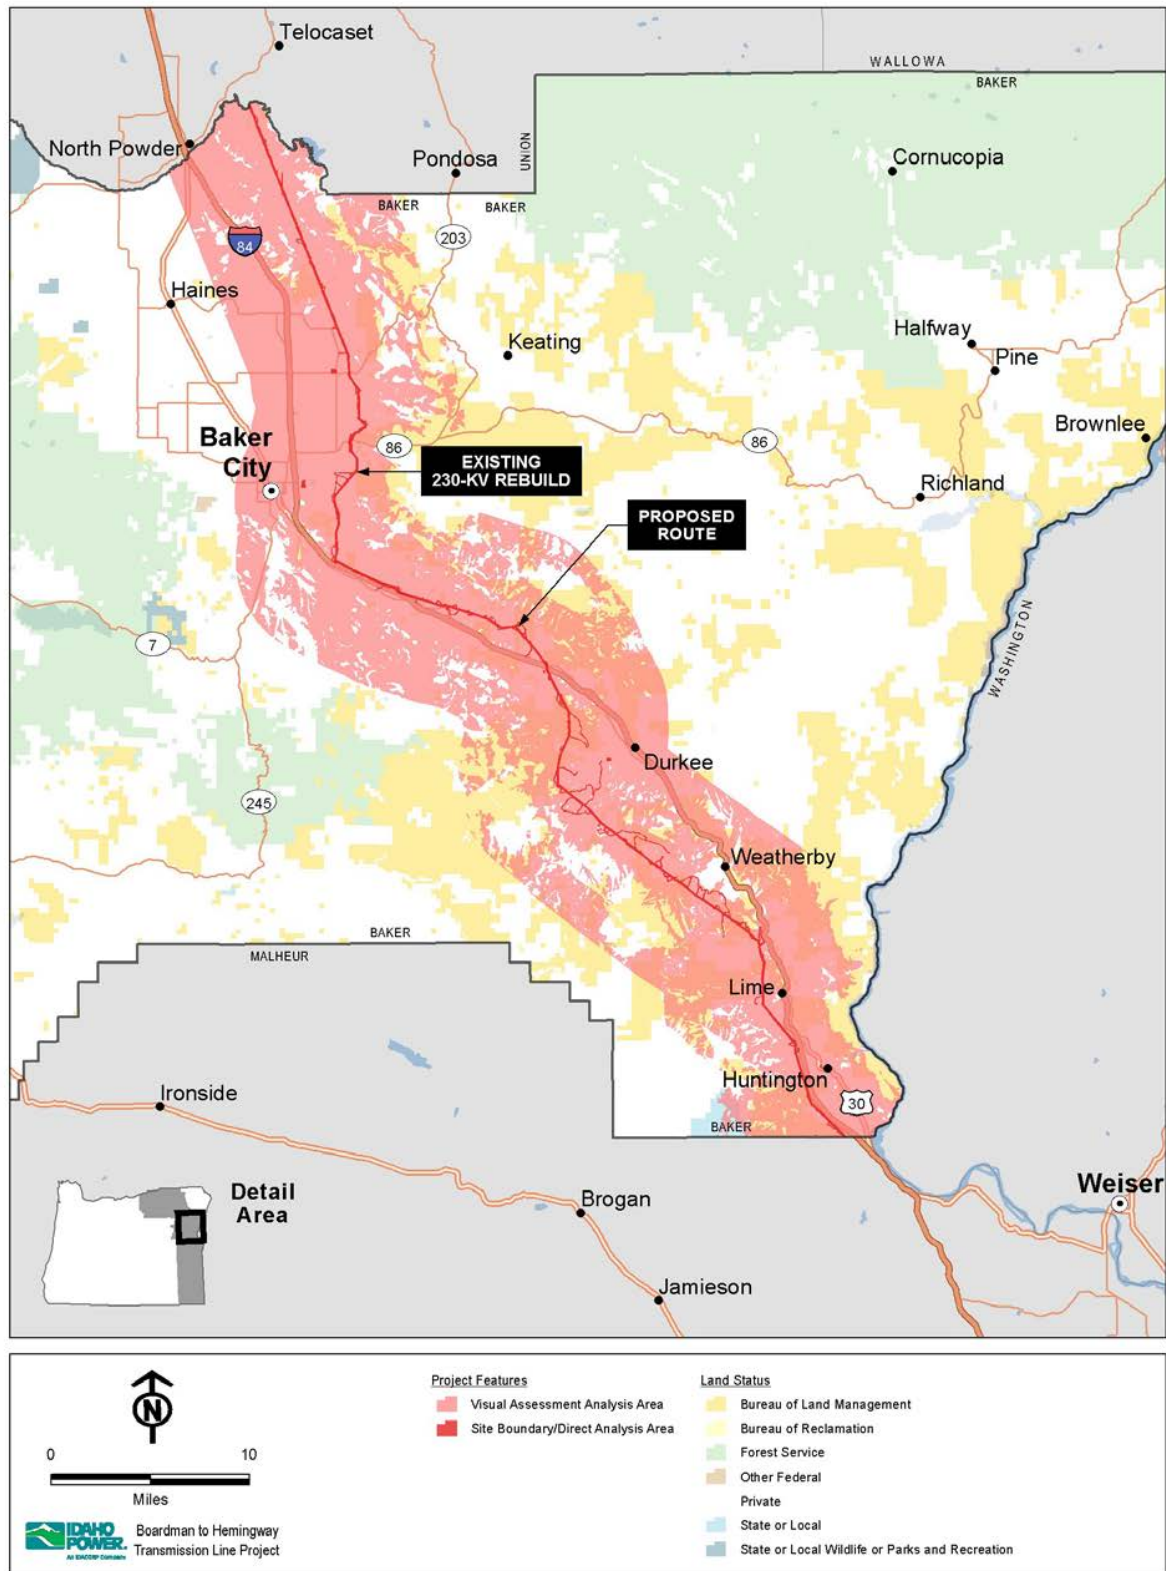 Telocaset
WALLOWA
BAKER
North Powder
Pondosa
UNION
Cornucopia
BAKER
BAKER
203
84
Haines
Keating
Halfway
Pine
Brownlee
Baker
City
86
86
EXISTING
230-KV REBUILD
Richland
PROPOSED
ROUTE
7
WASHINGTON
Durkee
245
Weatherby
BAKER
MALHEUR
Lime
Huntington
30
BAKER
Ironside
Weiser
Detail
Area
Brogan
Jamieson
N
0 10
Miles
IDAHO
POWER.
An IDACORP Company
Boardman to Hemingway
Transmission Line Project
Project Features
Visual Assessment Analysis Area
Site Boundary/Direct Analysis Area
Land Status
Bureau of Land Management
Bureau of Reclamation
Forest Service
Other Federal
Private
State or Local
State or Local Wildlife or Parks and Recreation